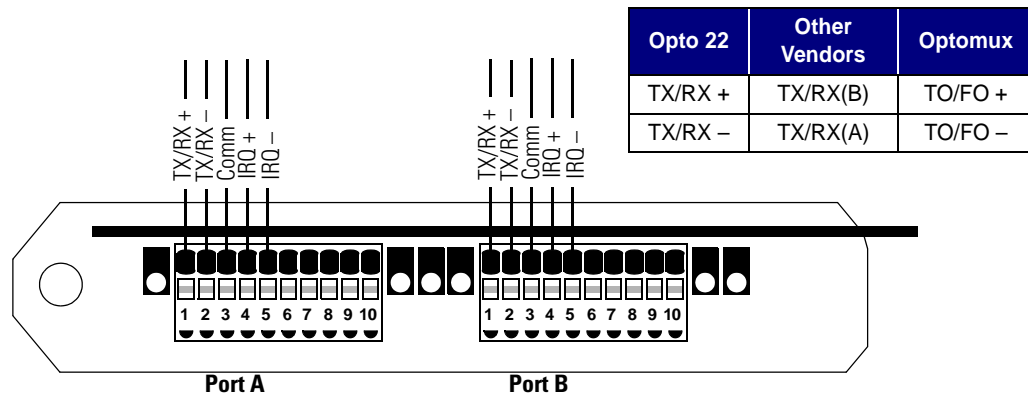 Opto 22 Other Vendors Optomux
TX/RX + TX/RX(B) TO/FO +
TX/RX – TX/RX(A) TO/FO –
TX/RX +
TX/RX –
Comm
IRQ +
IRQ –
TX/RX +
TX/RX –
Comm
IRQ +
IRQ –
1 2 3 4 5 6 7 8 9 10
1 2 3 4 5 6 7 8 9 10
Port A
Port B